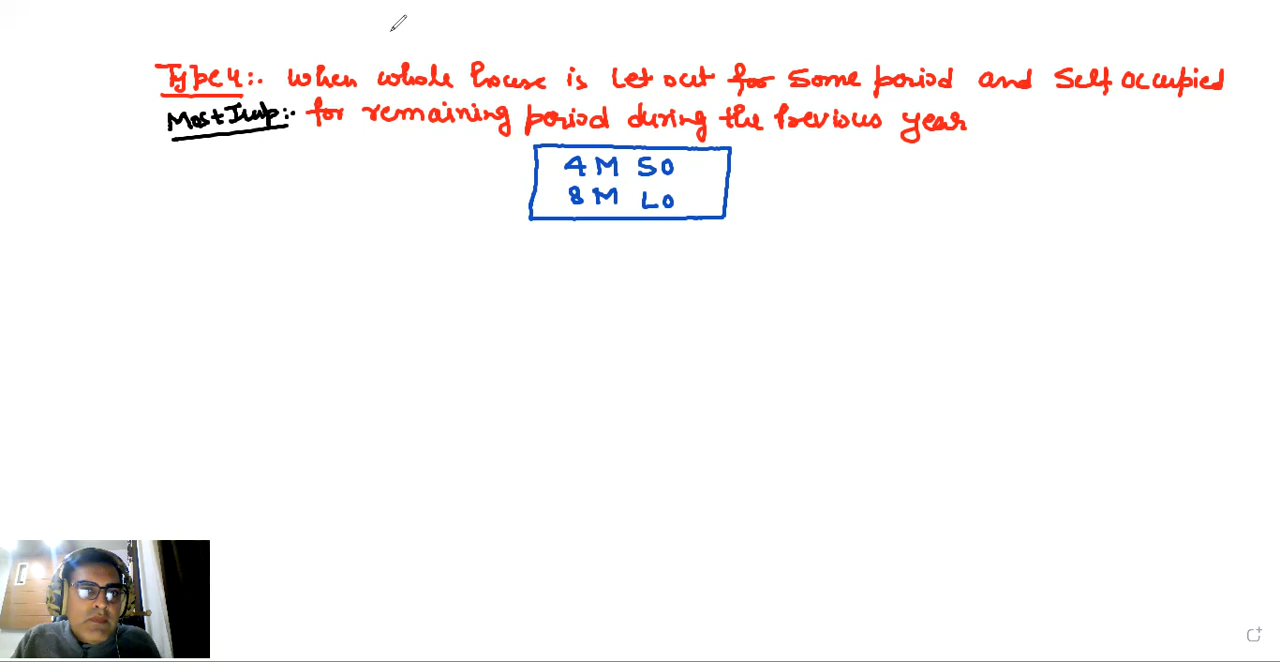 Type 4:. When whole house is Let out for some period and Self occupied
Most Imp:. for remaining period during the Previous year
4 M SO
8 M LO